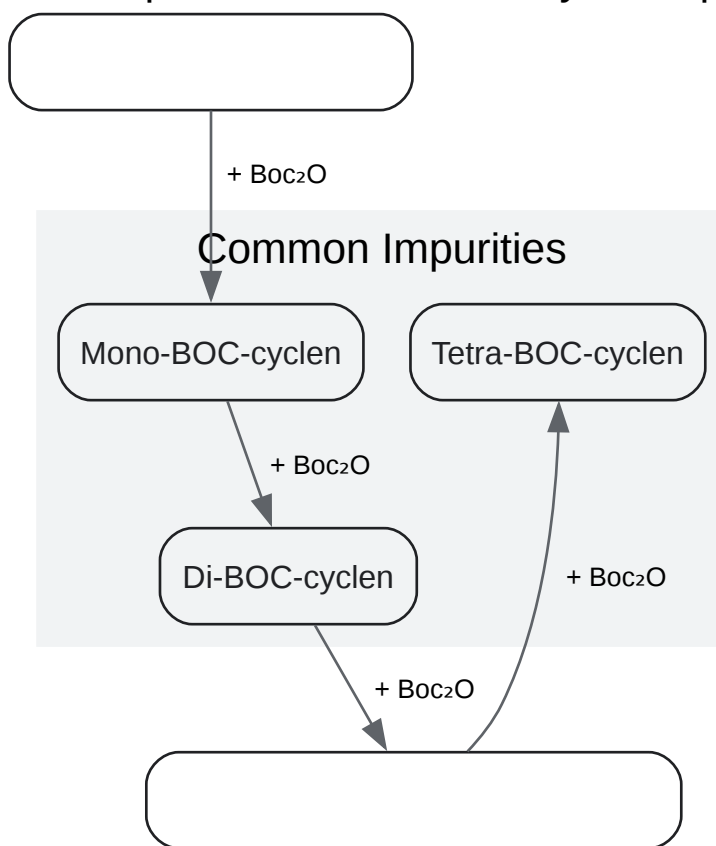 + Boc₂O
Common Impurities
Mono-BOC-cyclen
Tetra-BOC-cyclen
+ Boc₂O
Di-BOC-cyclen
+ Boc₂O
+ Boc₂O